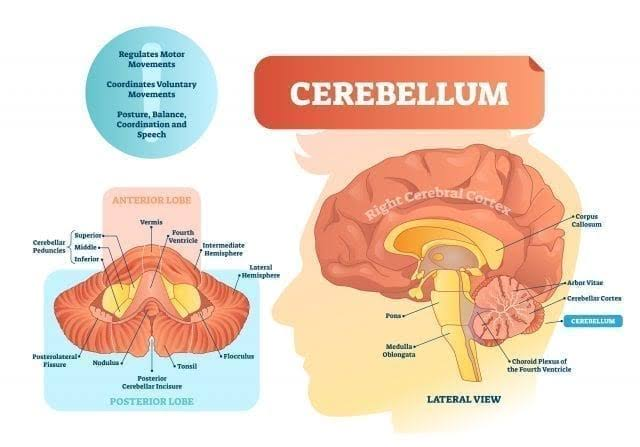 Regulates Motor
Movements
Coordinates Voluntary
Movements
Posture, Balance,
Coordination and
Speech
CEREBELLUM
ANTERIOR LOBE
Vermis
Fourth
Ventricle
Intermediate
Hemisphere
Lateral
Hemisphere
Cerebellar
Peduncies
Superior
Middle
Inferior
Posterolateral
Fissure
Nodulus
Posterior
Cerebellar Incisure
Tonsil
Flocculus
POSTERIOR LOBE
Right Cerebral Cortex
Corpus
Callosum
Arbor Vitae
Cerebellar Cortex
CEREBELLUM
Pons
Medulla
Oblongata
Choroid Plexus of
the Fourth Ventricle
LATERAL VIEW